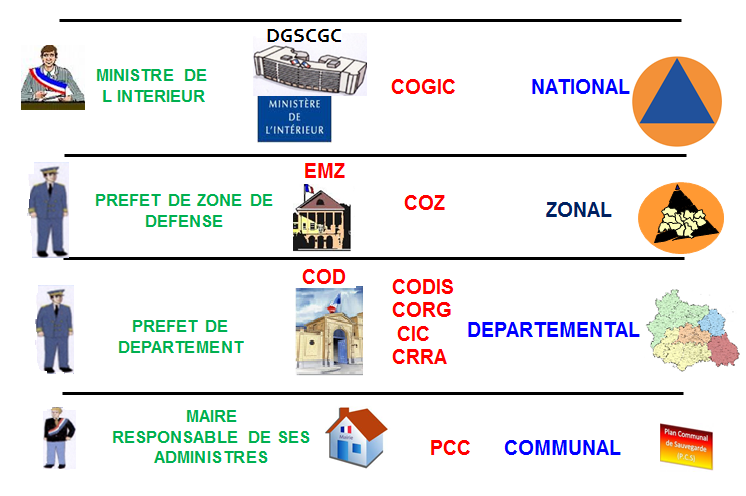 DGSCGC
MINISTRE DE
L INTERIEUR
MINISTÈRE
DE
L'INTÉRIEUR
COGIC
NATIONAL
EMZ
PREFET DE ZONE DE
DEFENSE
COZ
ZONAL
COD
PREFET DE
DEPARTEMENT
CODIS
CORG
CIC
CRRA
DEPARTEMENTAL
MAIRE
RESPONSABLE DE SES
ADMINISTRES
Mairie
PCC
COMMUNAL
Plan Communal
de Sauvegarde
(P.C.S)